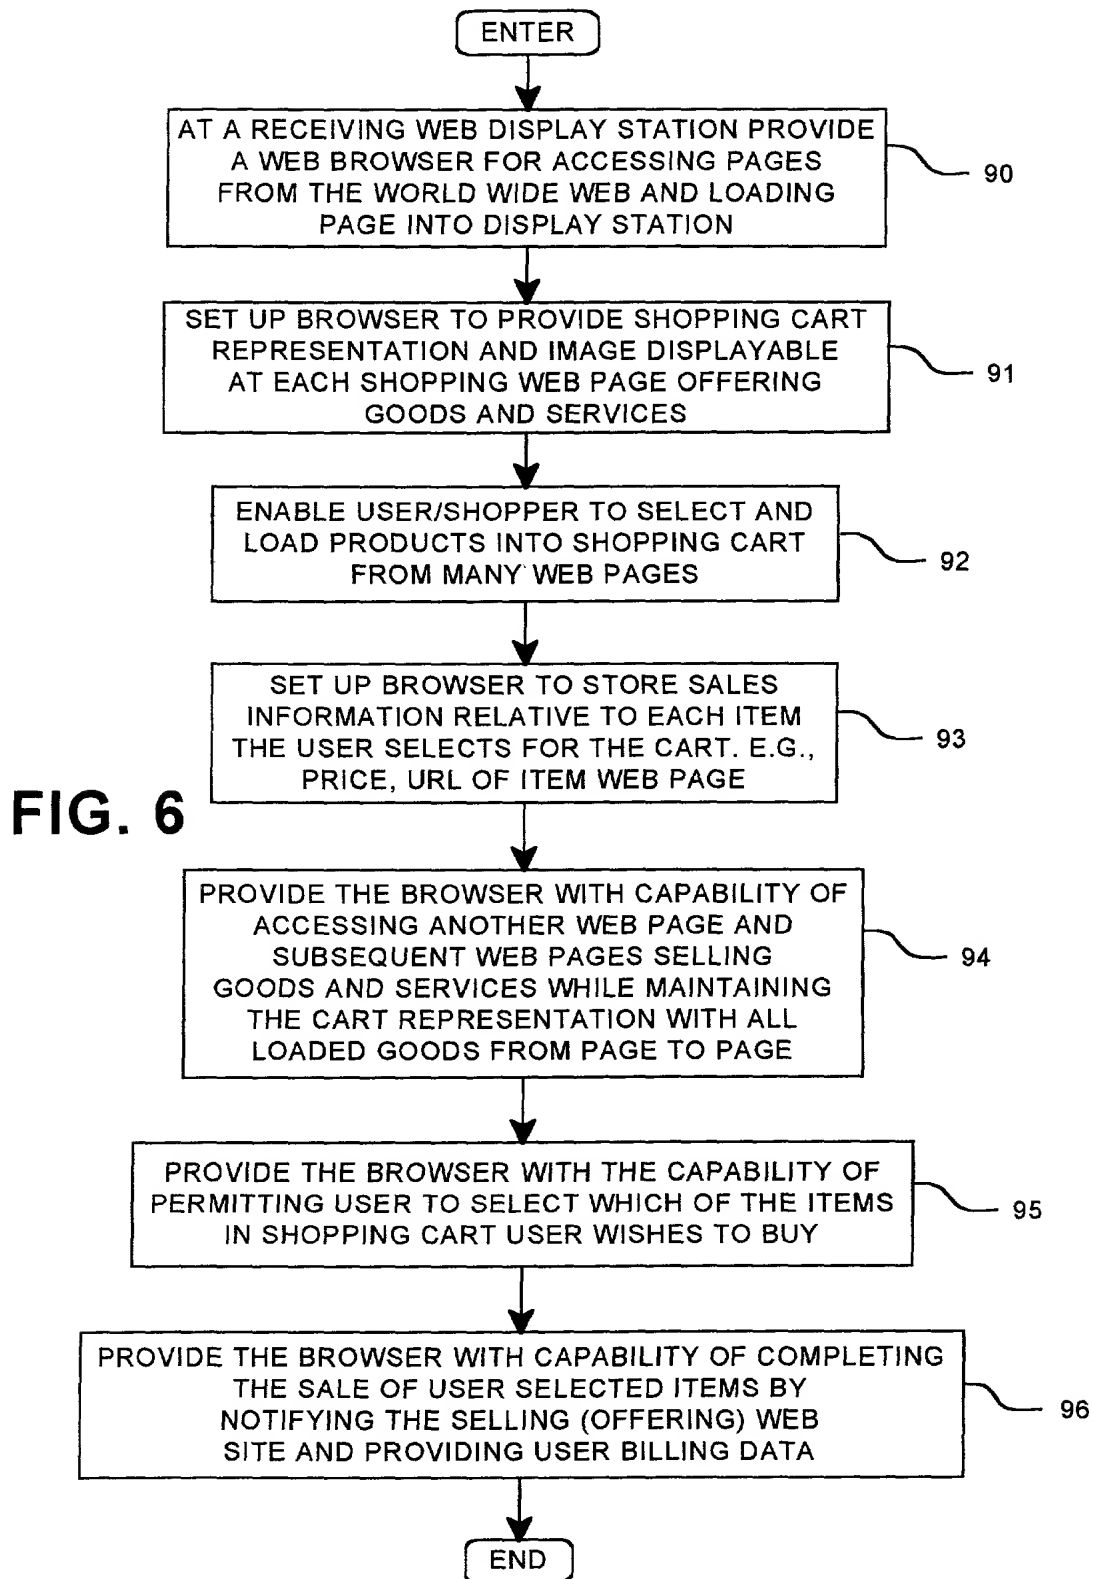 ENTER
AT A RECEIVING WEB DISPLAY STATION PROVIDE
A WEB BROWSER FOR ACCESSING PAGES
FROM THE WORLD WIDE WEB AND LOADING
PAGE INTO DISPLAY STATION
90
SET UP BROWSER TO PROVIDE SHOPPING CART
REPRESENTATION AND IMAGE DISPLAYABLE
AT EACH SHOPPING WEB PAGE OFFERING
GOODS AND SERVICES
91
ENABLE USER/SHOPPER TO SELECT AND
LOAD PRODUCTS INTO SHOPPING CART
FROM MANY WEB PAGES
92
SET UP BROWSER TO STORE SALES
INFORMATION RELATIVE TO EACH ITEM
THE USER SELECTS FOR THE CART. E.G.,
PRICE, URL OF ITEM WEB PAGE
93
FIG. 6
PROVIDE THE BROWSER WITH CAPABILITY OF
ACCESSING ANOTHER WEB PAGE AND
SUBSEQUENT WEB PAGES SELLING
GOODS AND SERVICES WHILE MAINTAINING
THE CART REPRESENTATION WITH ALL
LOADED GOODS FROM PAGE TO PAGE
94
PROVIDE THE BROWSER WITH THE CAPABILITY OF
PERMITTING USER TO SELECT WHICH OF THE ITEMS
IN SHOPPING CART USER WISHES TO BUY
95
PROVIDE THE BROWSER WITH CAPABILITY OF COMPLETING
THE SALE OF USER SELECTED ITEMS BY
NOTIFYING THE SELLING (OFFERING) WEB
SITE AND PROVIDING USER BILLING DATA
96
END